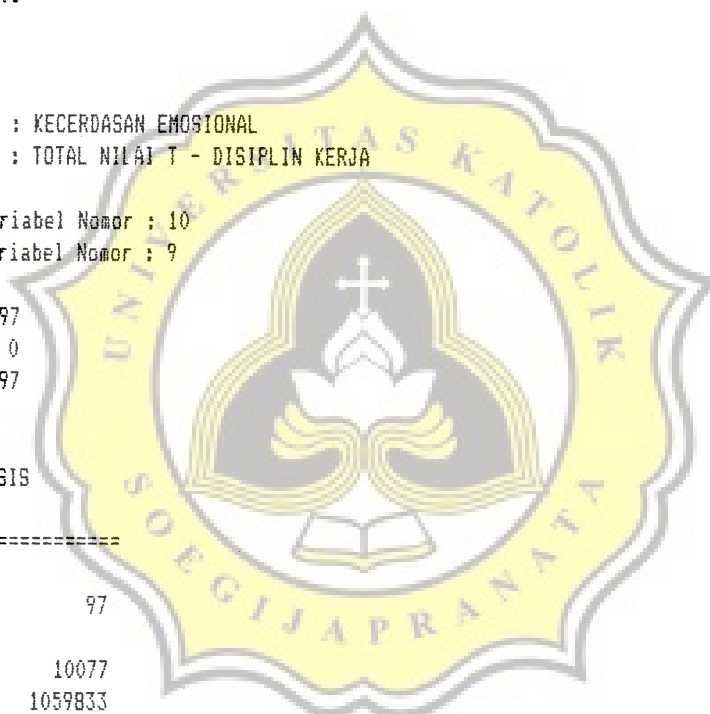 : KECERDASAN EMOSIONAL
: TOTAL NILAI T - DISIPLIN KERJA
riabel Nomor : 10
riabel Nomor : 9
97
0
97
SIS
===========
97
10077
1059833
UNIVERSITAS KATOLIK
SOEGIJAPRANATA